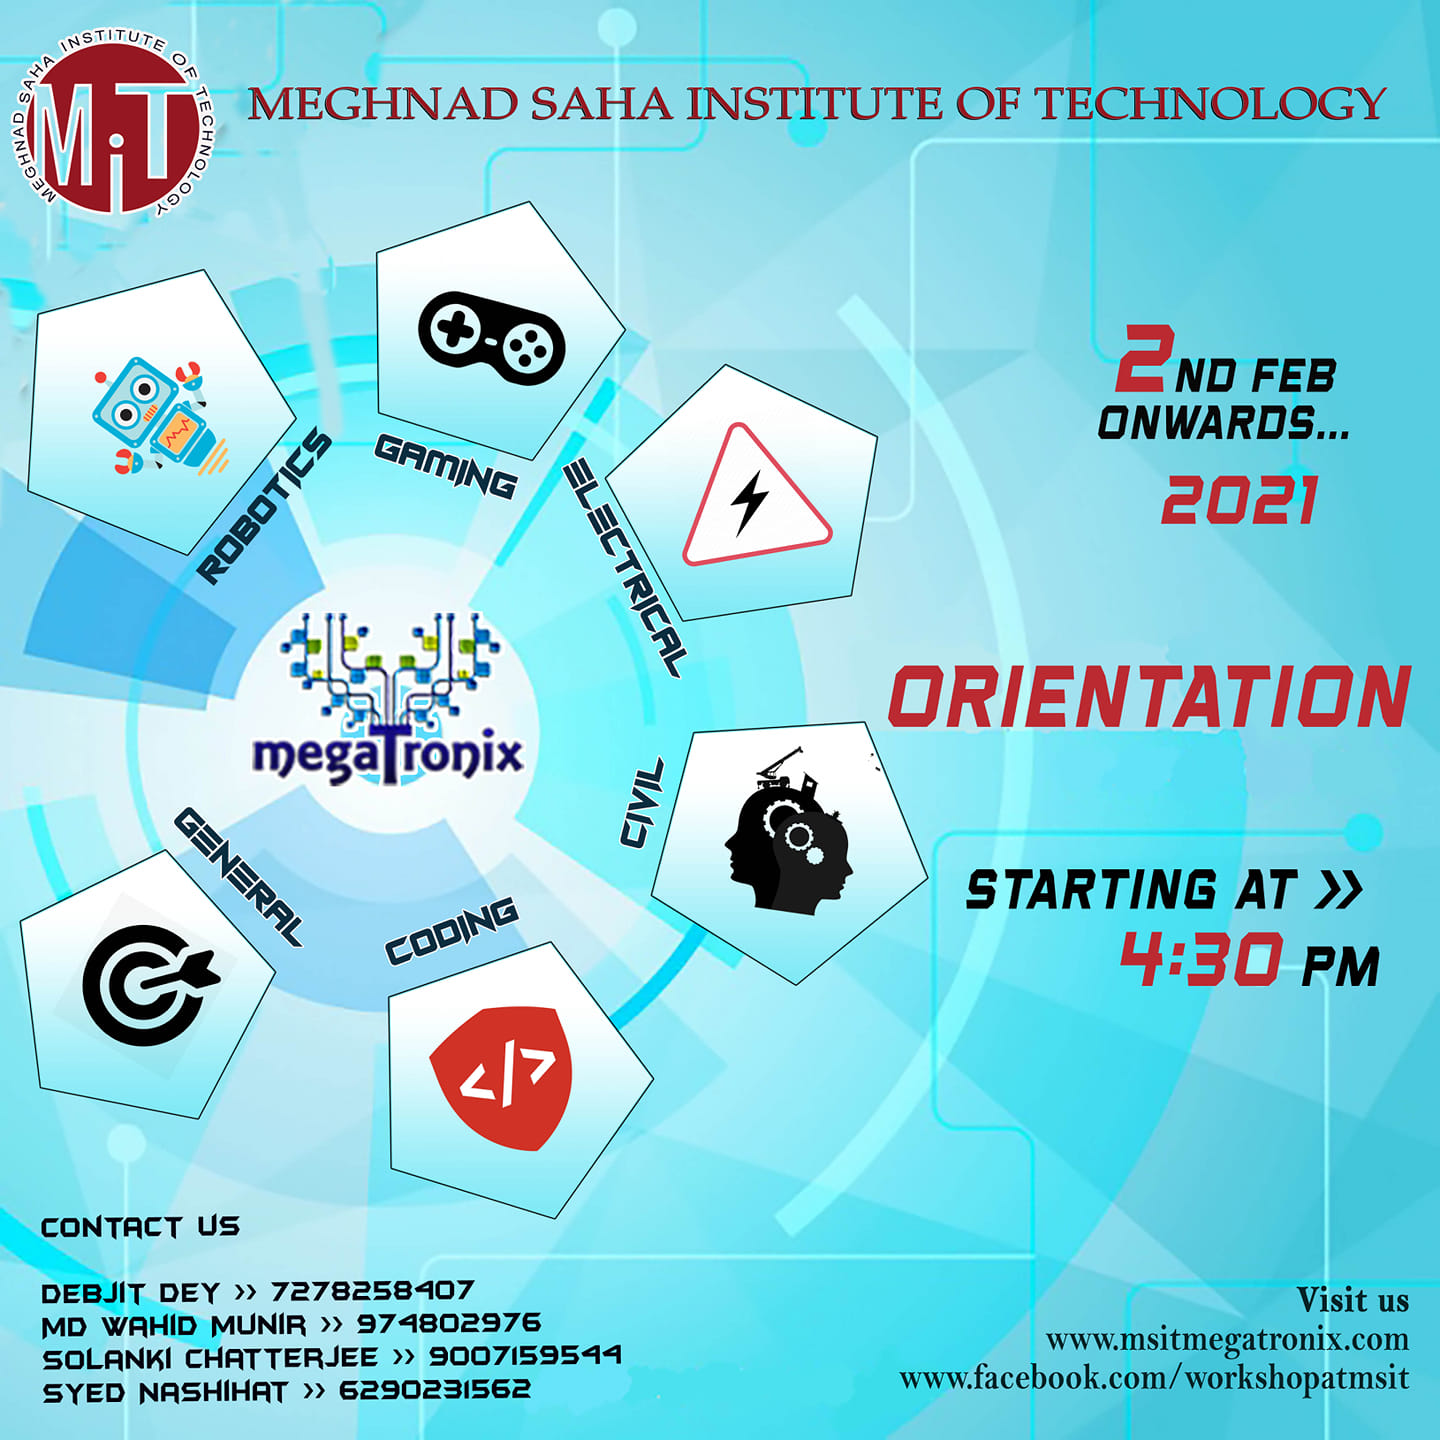 MEGHNAD SAHA INSTITUTE OF TECHNOLOGY
MiT
MEGHNAD SAHA INSTITUTE OF TECHNOLOGY
ROBOTICS
GAMING
ELECTRICAL
CIVIL
CODING
GENERAL
megaTronix
2ND FEB
ONWARDS...
2021
ORIENTATION
STARTING AT >>
4:30 PM
CONTACT US
DEBJIT DEY >> 7278258407
MD WAHID MUNIR >> 974802976
SOLANKI CHATTERJEE >> 9007159544
SYED NASHIHAT >> 6290231562
Visit us
www.msitmegatronix.com
www.facebook.com/workshopatmsit